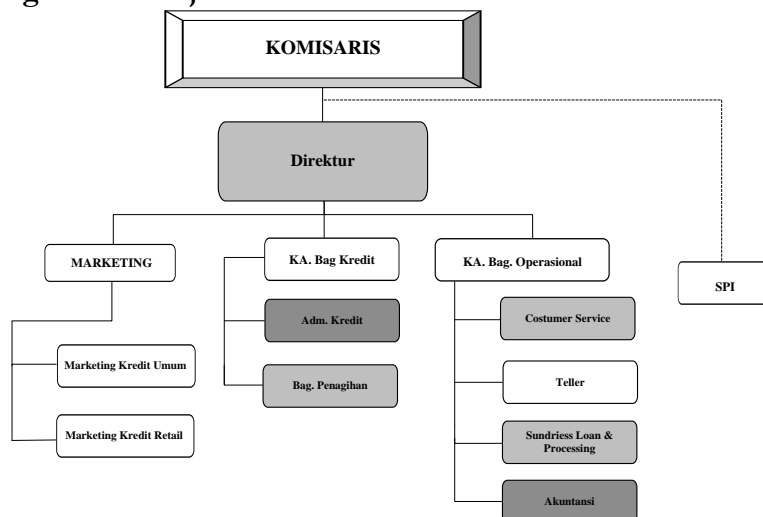 KOMISARIS
Direktur
MARKETING
KA. Bag Kredit
KA. Bag. Operasional
SPI
Adm. Kredit
Costumer Service
Marketing Kredit Umum
Bag. Penagihan
Teller
Marketing Kredit Retail
Sundriess Loan &
Processing
Akuntansi